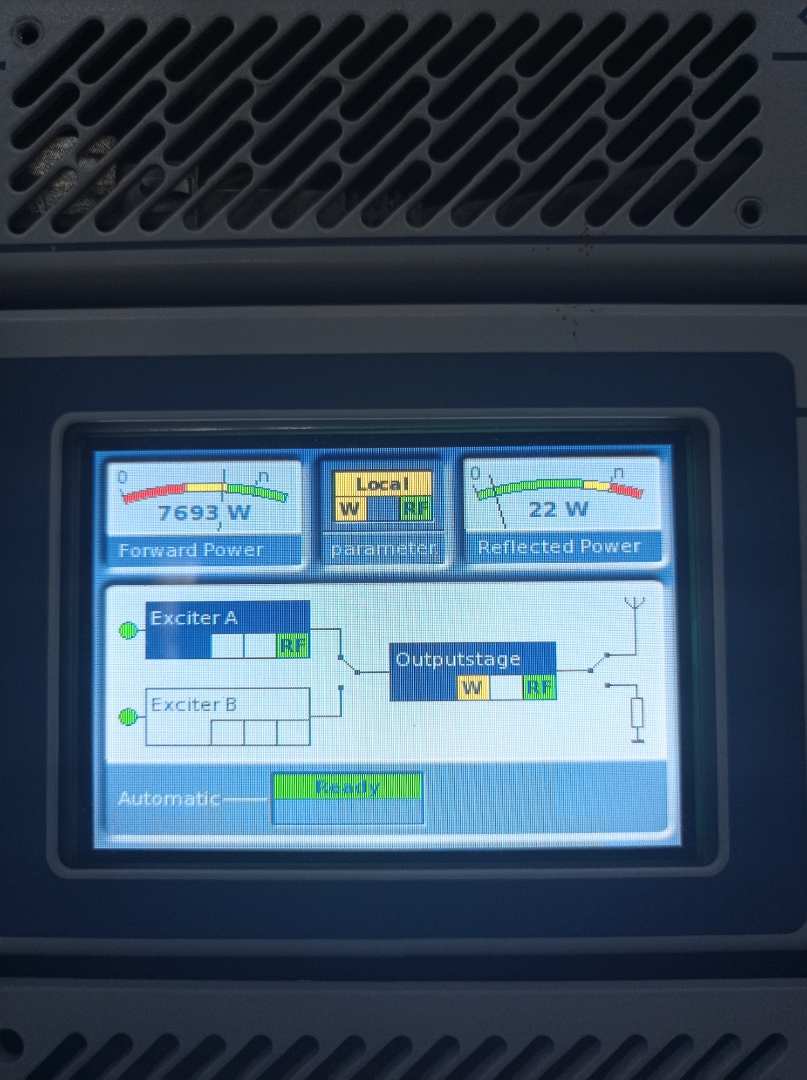 0 n
7693 W
Forward Power
Local
W RF
parameter
0 n
22 W
Reflected Power
Exciter A
RF
Exciter B
Outputstage
W RF
Automatic
Ready